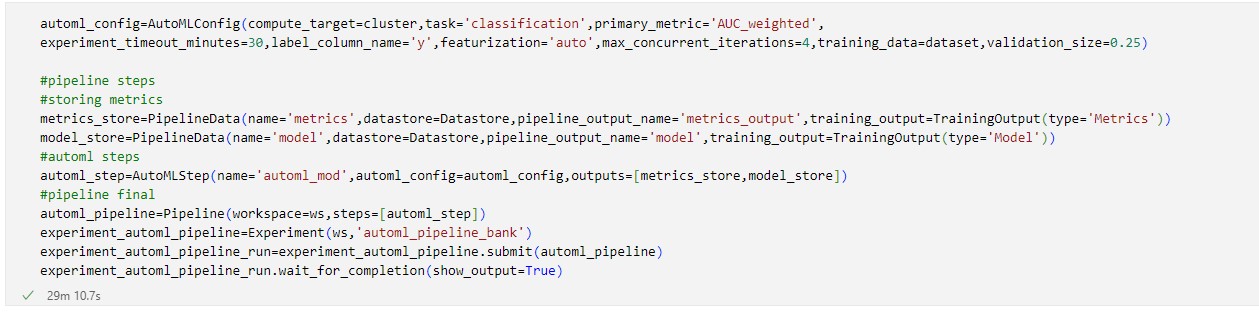 automl_config=AutoMLConfig(compute_target=cluster,task='classification',primary_metric='AUC_weighted',
experiment_timeout_minutes=30,label_column_name='y',featurization='auto',max_concurrent_iterations=4,training_data=dataset,validation_size=0.25)
#pipeline steps
#storing metrics
metrics_store=PipelineData(name='metrics',datastore=Datastore,pipeline_output_name='metrics_output',training_output=TrainingOutput(type='Metrics'))
model_store=PipelineData(name='model',datastore=Datastore,pipeline_output_name='model',training_output=TrainingOutput(type='Model'))
#automl steps
automl_step=AutoMLStep(name='automl_mod',automl_config=automl_config,outputs=[metrics_store,model_store])
#pipeline final
automl_pipeline=Pipeline(workspace=ws,steps=[automl_step])
experiment_automl_pipeline=Experiment(ws,'automl_pipeline_bank')
experiment_automl_pipeline_run=experiment_automl_pipeline.submit(automl_pipeline)
experiment_automl_pipeline_run.wait_for_completion(show_output=True)
✓ 29m 10.7s